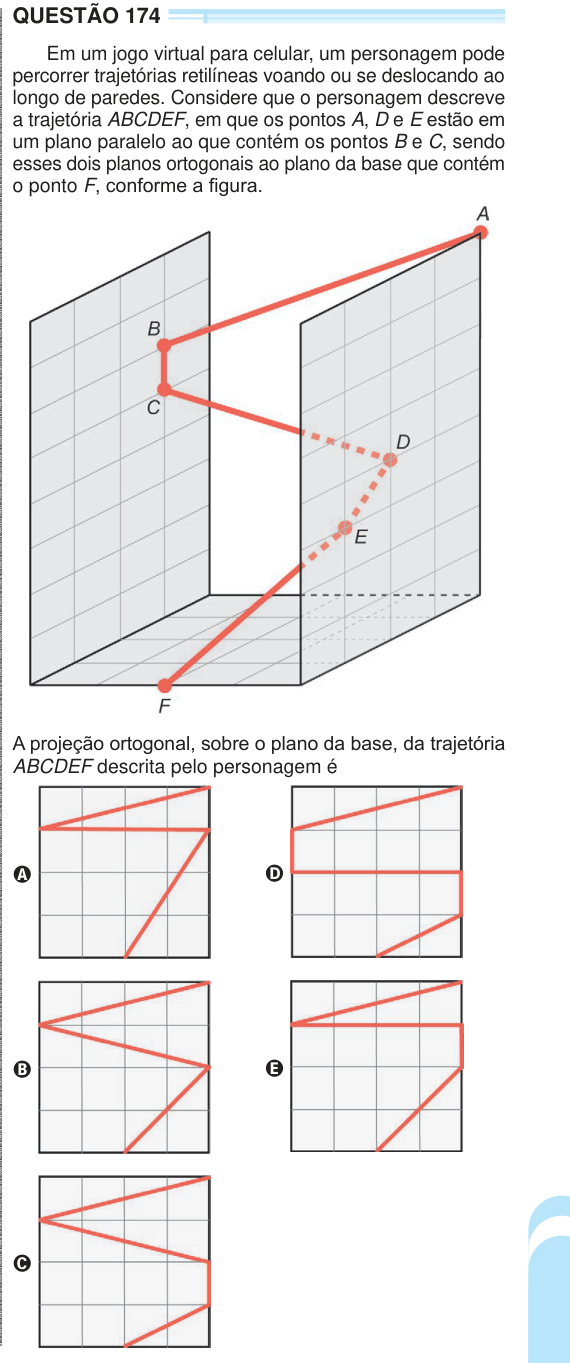 QUESTÃO 174
Em um jogo virtual para celular, um personagem pode
percorrer trajetórias retilíneas voando ou se deslocando ao
longo de paredes. Considere que o personagem descreve
a trajetória ABCDEF, em que os pontos A, D e E estão em
um plano paralelo ao que contém os pontos B e C, sendo
esses dois planos ortogonais ao plano da base que contém
o ponto F, conforme a figura.
A
B
C
D
E
F
A projeção ortogonal, sobre o plano da base, da trajetória
ABCDEF descrita pelo personagem é
A
B
C
D
E